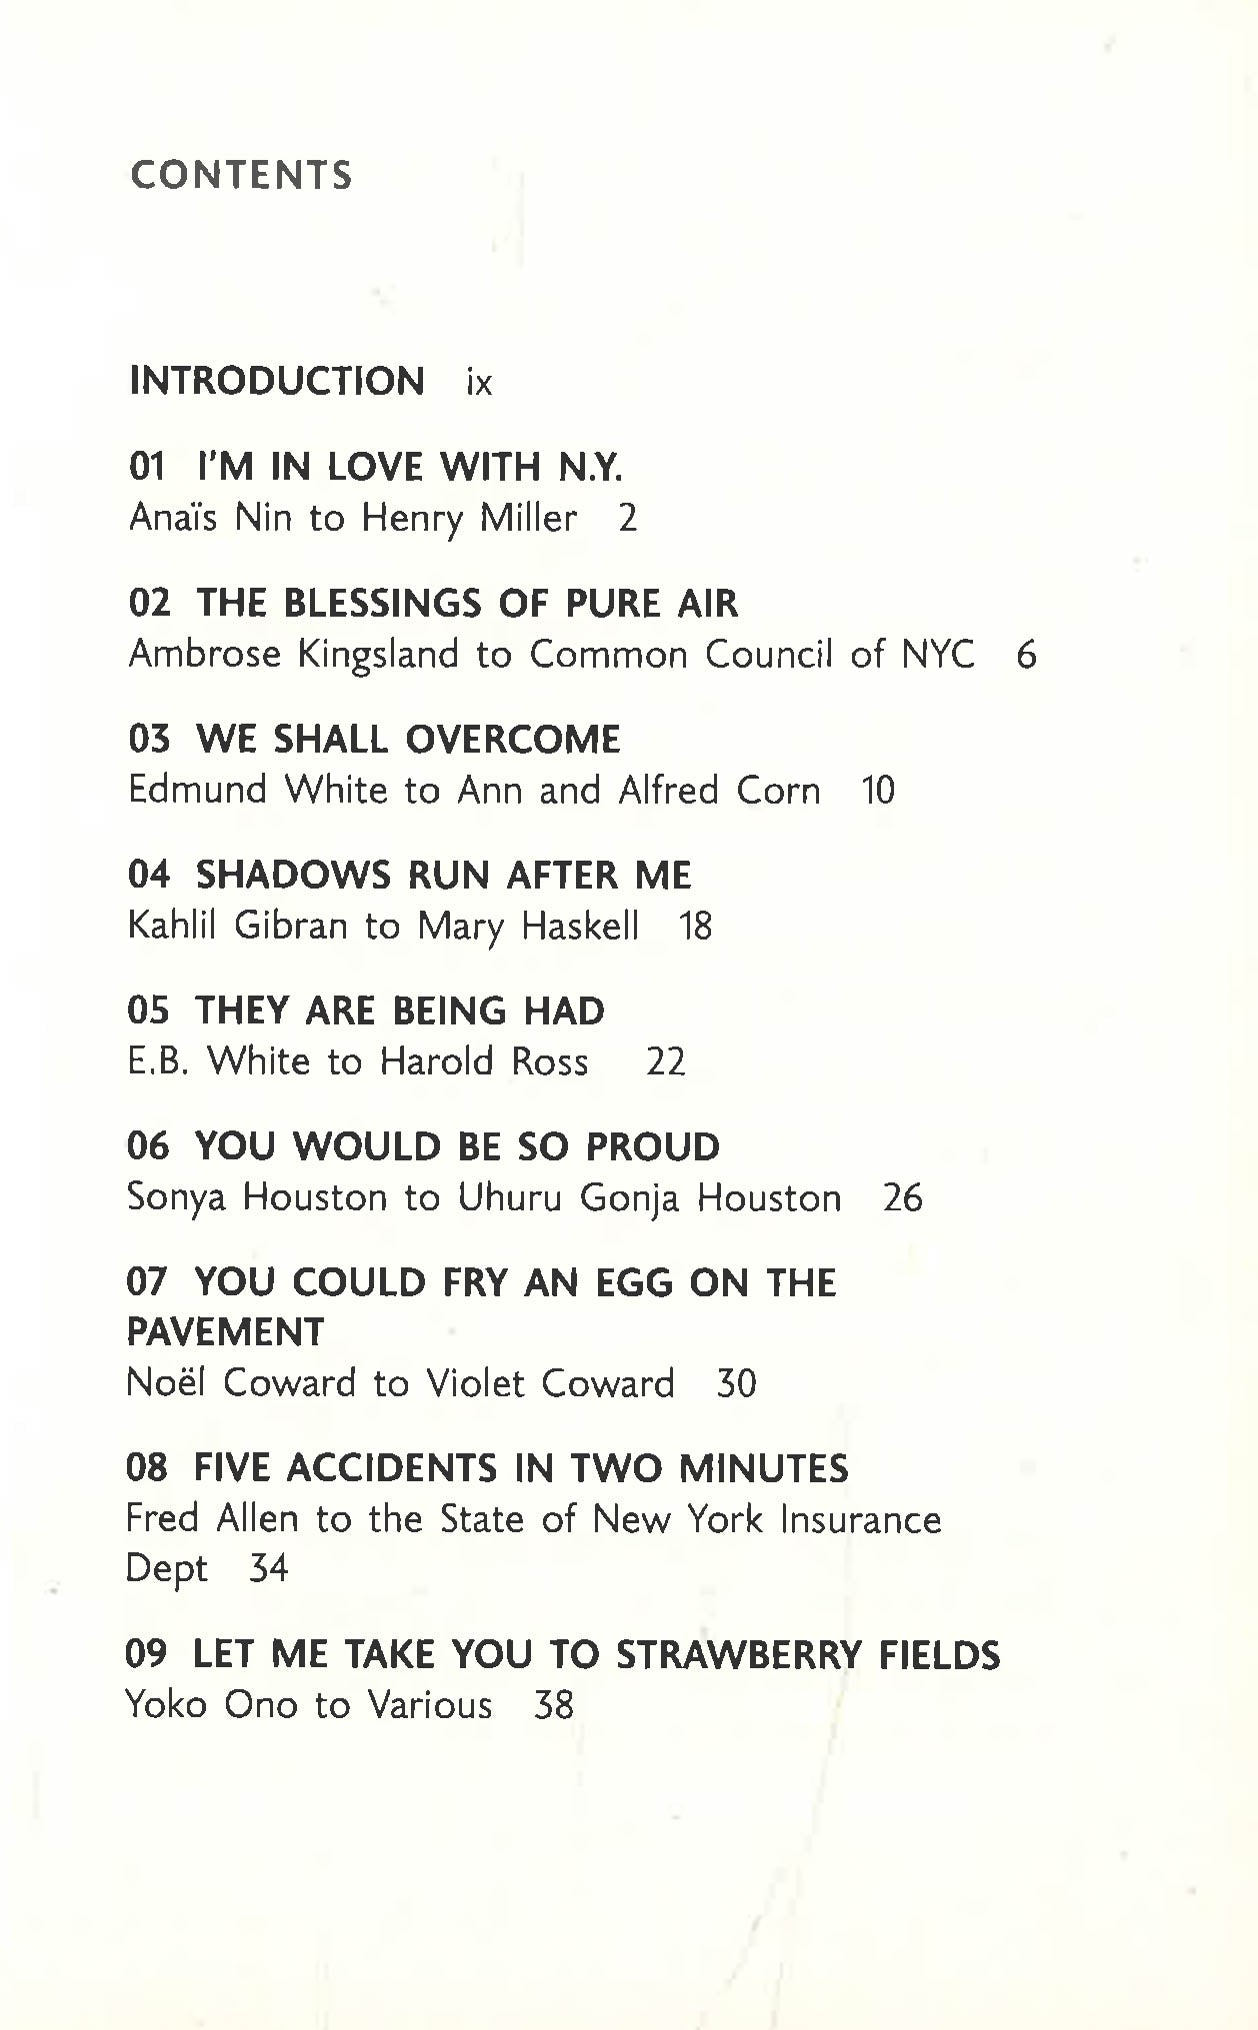 CONTENTS
INTRODUCTION ix
01 I'M IN LOVE WITH N.Y.
Anaïs Nin to Henry Miller 2
02 THE BLESSINGS OF PURE AIR
Ambrose Kingsland to Common Council of NYC 6
03 WE SHALL OVERCOME
Edmund White to Ann and Alfred Corn 10
04 SHADOWS RUN AFTER ME
Kahlil Gibran to Mary Haskell 18
05 THEY ARE BEING HAD
E.B. White to Harold Ross 22
06 YOU WOULD BE SO PROUD
Sonya Houston to Uhuru Gonja Houston 26
07 YOU COULD FRY AN EGG ON THE
PAVEMENT
Noël Coward to Violet Coward 30
08 FIVE ACCIDENTS IN TWO MINUTES
Fred Allen to the State of New York Insurance
Dept 34
09 LET ME TAKE YOU TO STRAWBERRY FIELDS
Yoko Ono to Various 38